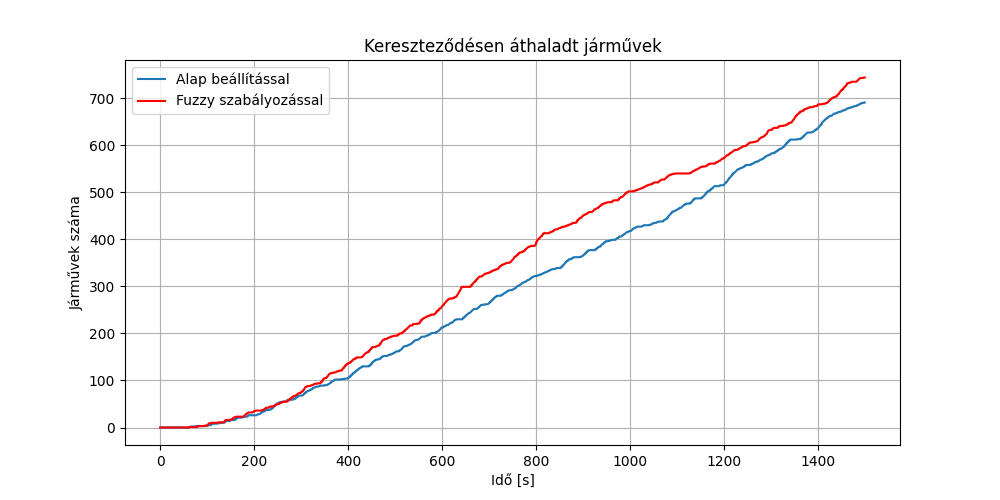 Kereszteződésen áthaladt járművek
Alap beállítással
Fuzzy szabályozással
Járművek száma
700
600
500
400
300
200
100
0
0 200 400 600 800 1000 1200 1400
Idő [s]